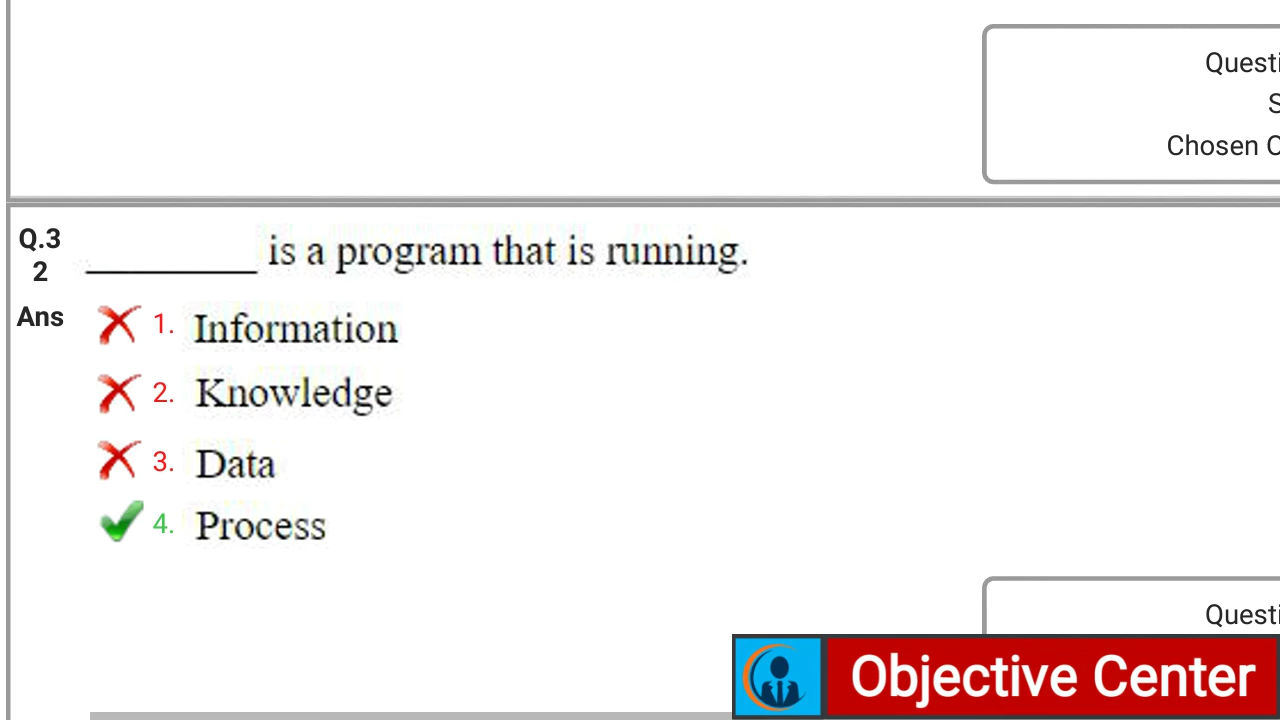 Questi
S
Chosen O
Q.3
2
_________ is a program that is running.
Ans
1. Information
2. Knowledge
3. Data
4. Process
Questi
Objective Center